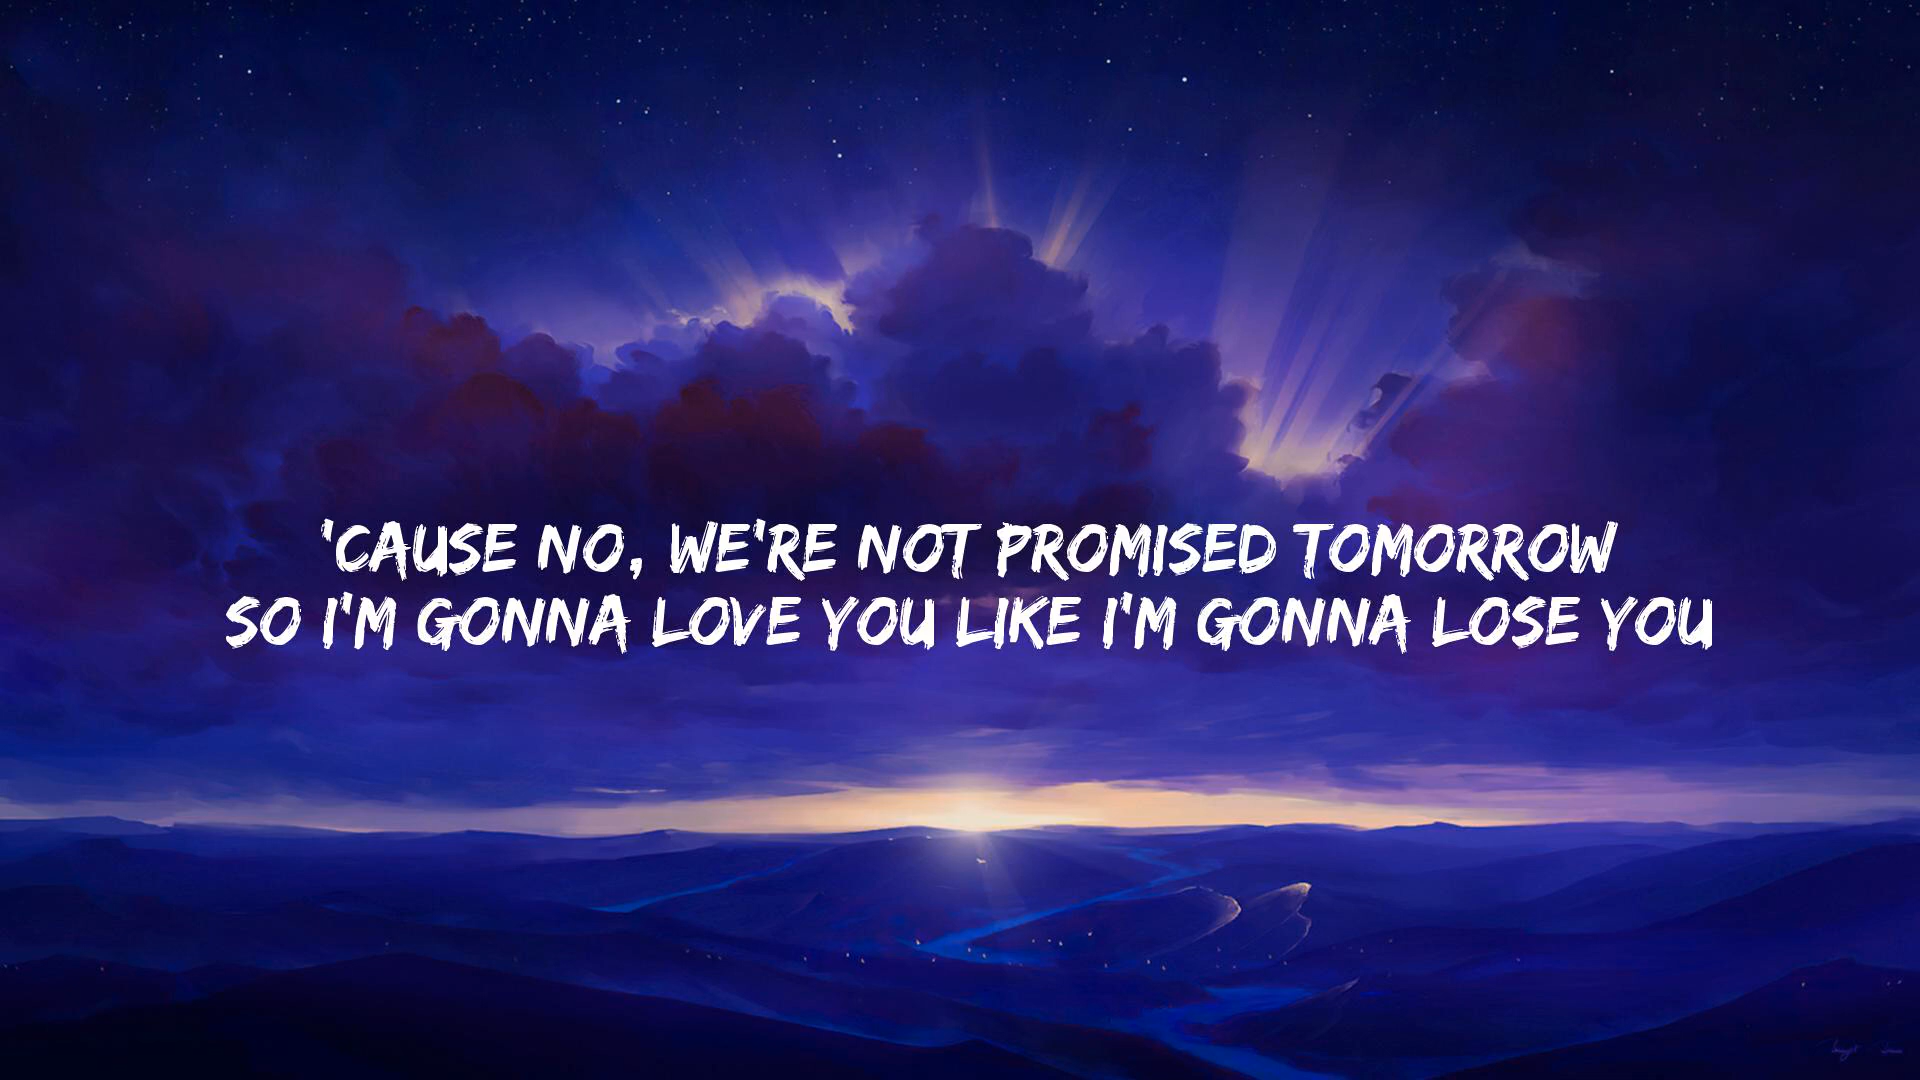 'CAUSE NO, WE'RE NOT PROMISED TOMORROW
SO I'M GONNA LOVE YOU LIKE I'M GONNA LOSE YOU